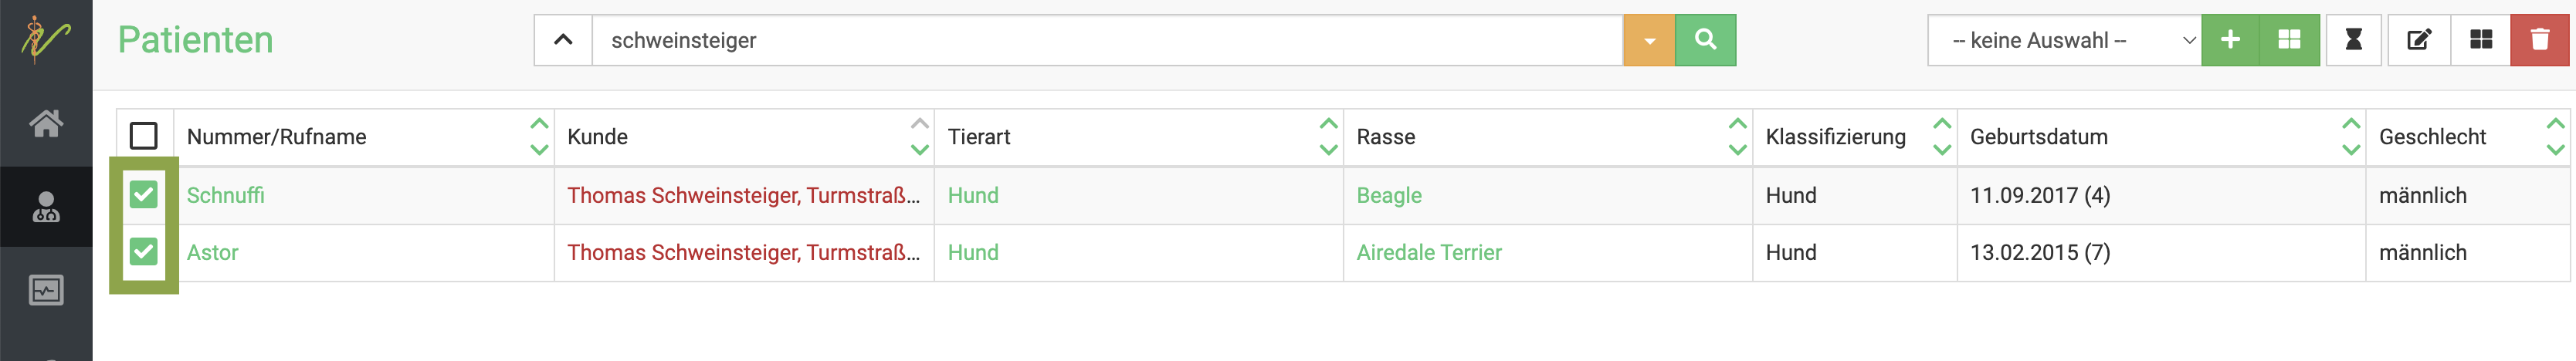 Patienten
schweinsteiger
-- keine Auswahl --
Nummer/Rufname Kunde Tierart Rasse Klassifizierung Geburtsdatum Geschlecht
Schnuffi Thomas Schweinsteiger, Turmstraß... Hund Beagle Hund 11.09.2017 (4) männlich
Astor Thomas Schweinsteiger, Turmstraß... Hund Airedale Terrier Hund 13.02.2015 (7) männlich